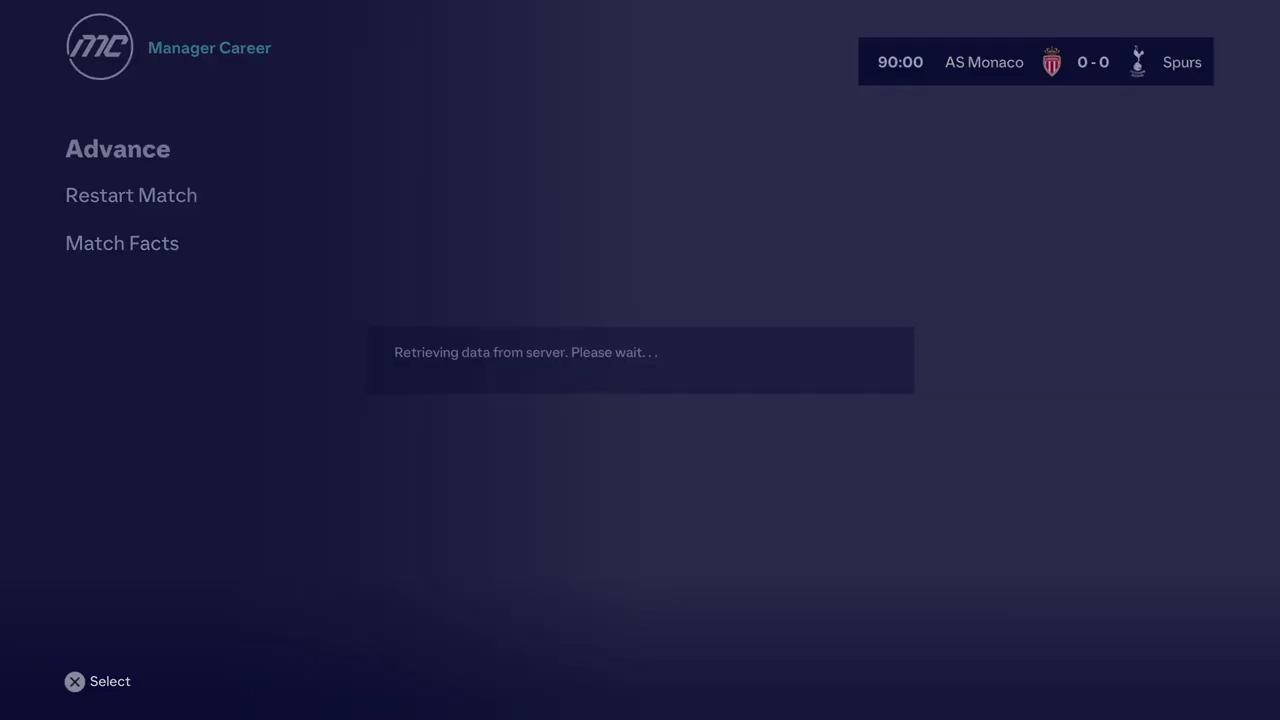 MC Manager Career
90:00 AS Monaco 0 - 0 Spurs
Advance
Restart Match
Match Facts
Retrieving data from server. Please wait. . .
Select